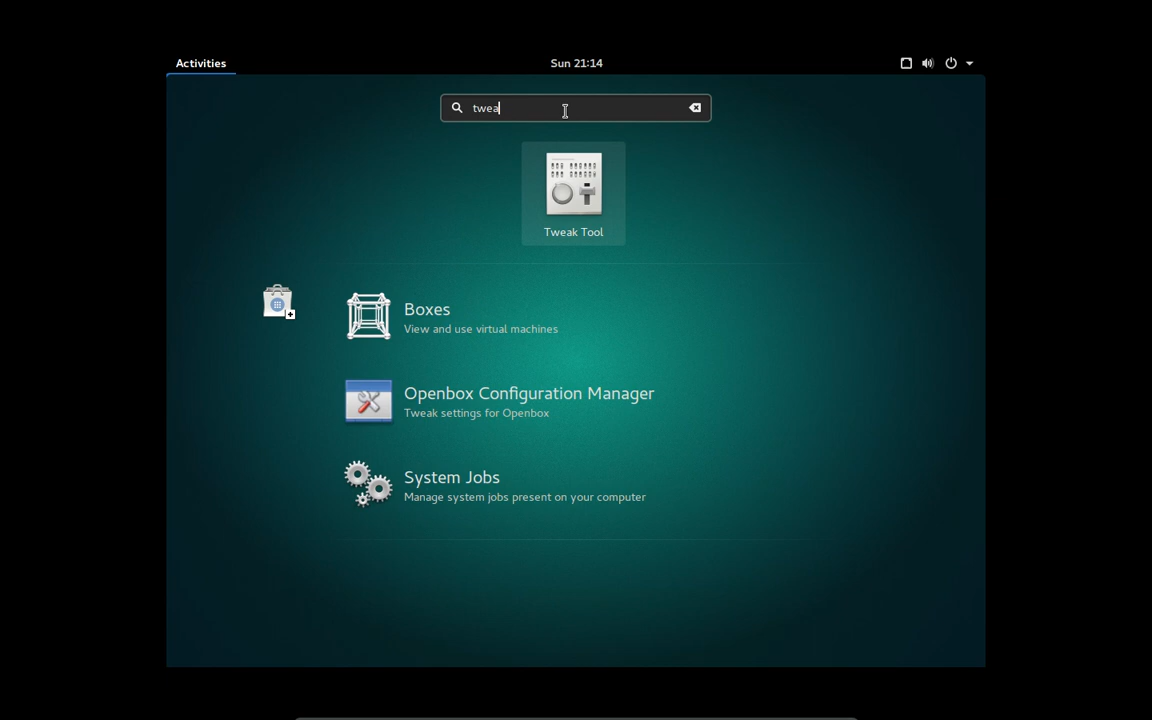 Activities
Sun 21:14
twea
Tweak Tool
Boxes
View and use virtual machines
Openbox Configuration Manager
Tweak settings for Openbox
System Jobs
Manage system jobs present on your computer